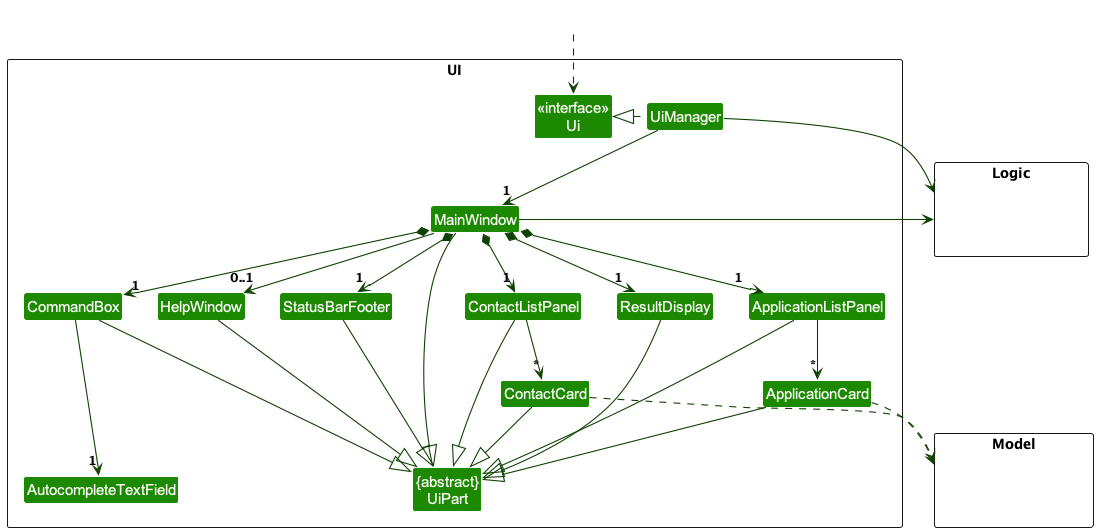 UI
«interface»
Ui
UiManager
Logic
1
MainWindow
1
0..1
1
1
1
1
CommandBox
HelpWindow
StatusBarFooter
ContactListPanel
ResultDisplay
ApplicationListPanel
*
*
ContactCard
ApplicationCard
Model
1
AutocompleteTextField
{abstract}
UiPart